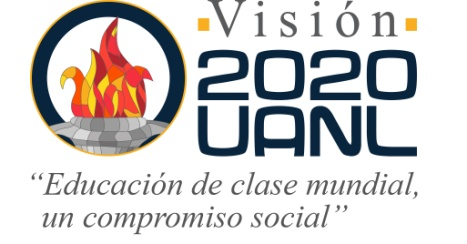 Visión
2020
UANL
“Educación de clase mundial,
un compromiso social”